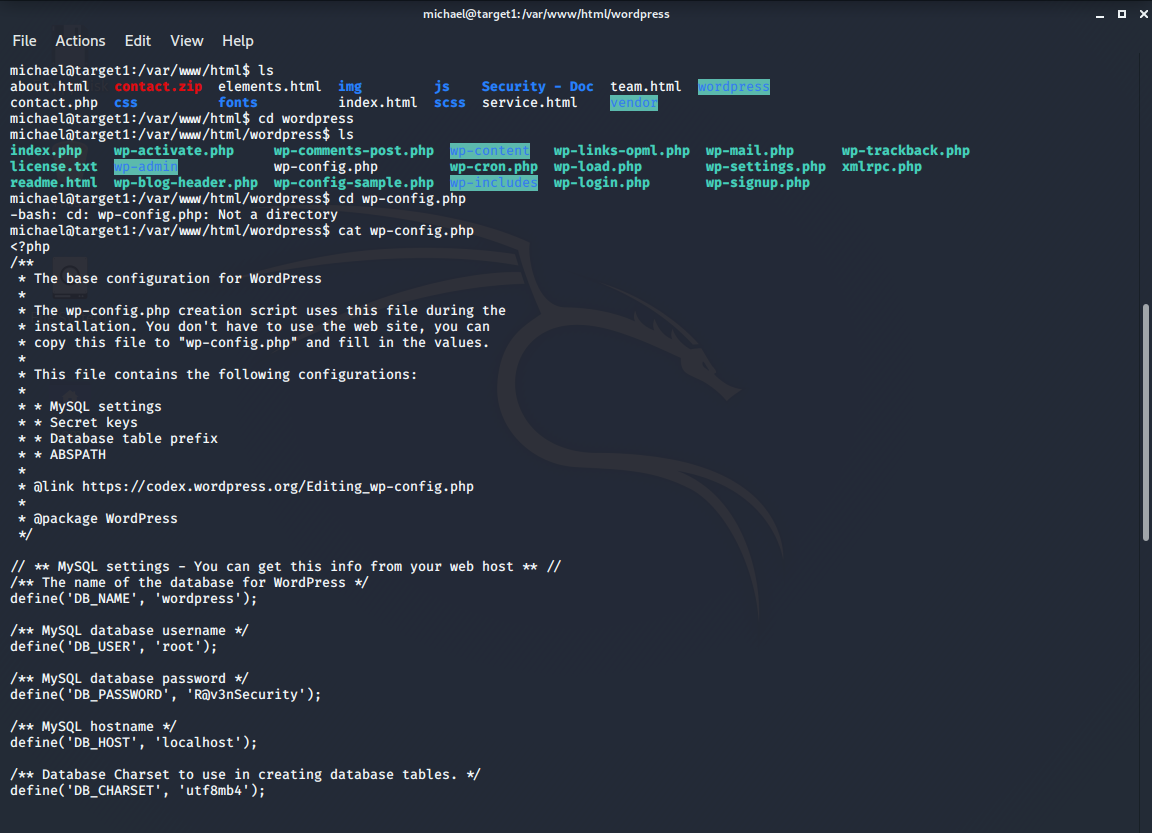 michael@target1:/var/www/html/wordpress
File Actions Edit View Help
michael@target1:/var/www/html$ ls
about.html contact.zip elements.html img js Security - Doc team.html wordpress
contact.php css fonts index.html scss service.html vendor
michael@target1:/var/www/html$ cd wordpress
michael@target1:/var/www/html/wordpress$ ls
index.php wp-activate.php wp-comments-post.php wp-content wp-links-opml.php wp-mail.php wp-trackback.php
license.txt wp-admin wp-config.php wp-cron.php wp-load.php wp-settings.php xmlrpc.php
readme.html wp-blog-header.php wp-config-sample.php wp-includes wp-login.php wp-signup.php
michael@target1:/var/www/html/wordpress$ cd wp-config.php
-bash: cd: wp-config.php: Not a directory
michael@target1:/var/www/html/wordpress$ cat wp-config.php
<?php
/**
 * The base configuration for WordPress
 *
 * The wp-config.php creation script uses this file during the
 * installation. You don't have to use the web site, you can
 * copy this file to "wp-config.php" and fill in the values.
 *
 * This file contains the following configurations:
 *
 * * MySQL settings
 * * Secret keys
 * * Database table prefix
 * * ABSPATH
 *
 * @link https://codex.wordpress.org/Editing_wp-config.php
 *
 * @package WordPress
 */
// ** MySQL settings - You can get this info from your web host ** //
/** The name of the database for WordPress */
define('DB_NAME', 'wordpress');
/** MySQL database username */
define('DB_USER', 'root');
/** MySQL database password */
define('DB_PASSWORD', 'R@v3nSecurity');
/** MySQL hostname */
define('DB_HOST', 'localhost');
/** Database Charset to use in creating database tables. */
define('DB_CHARSET', 'utf8mb4');